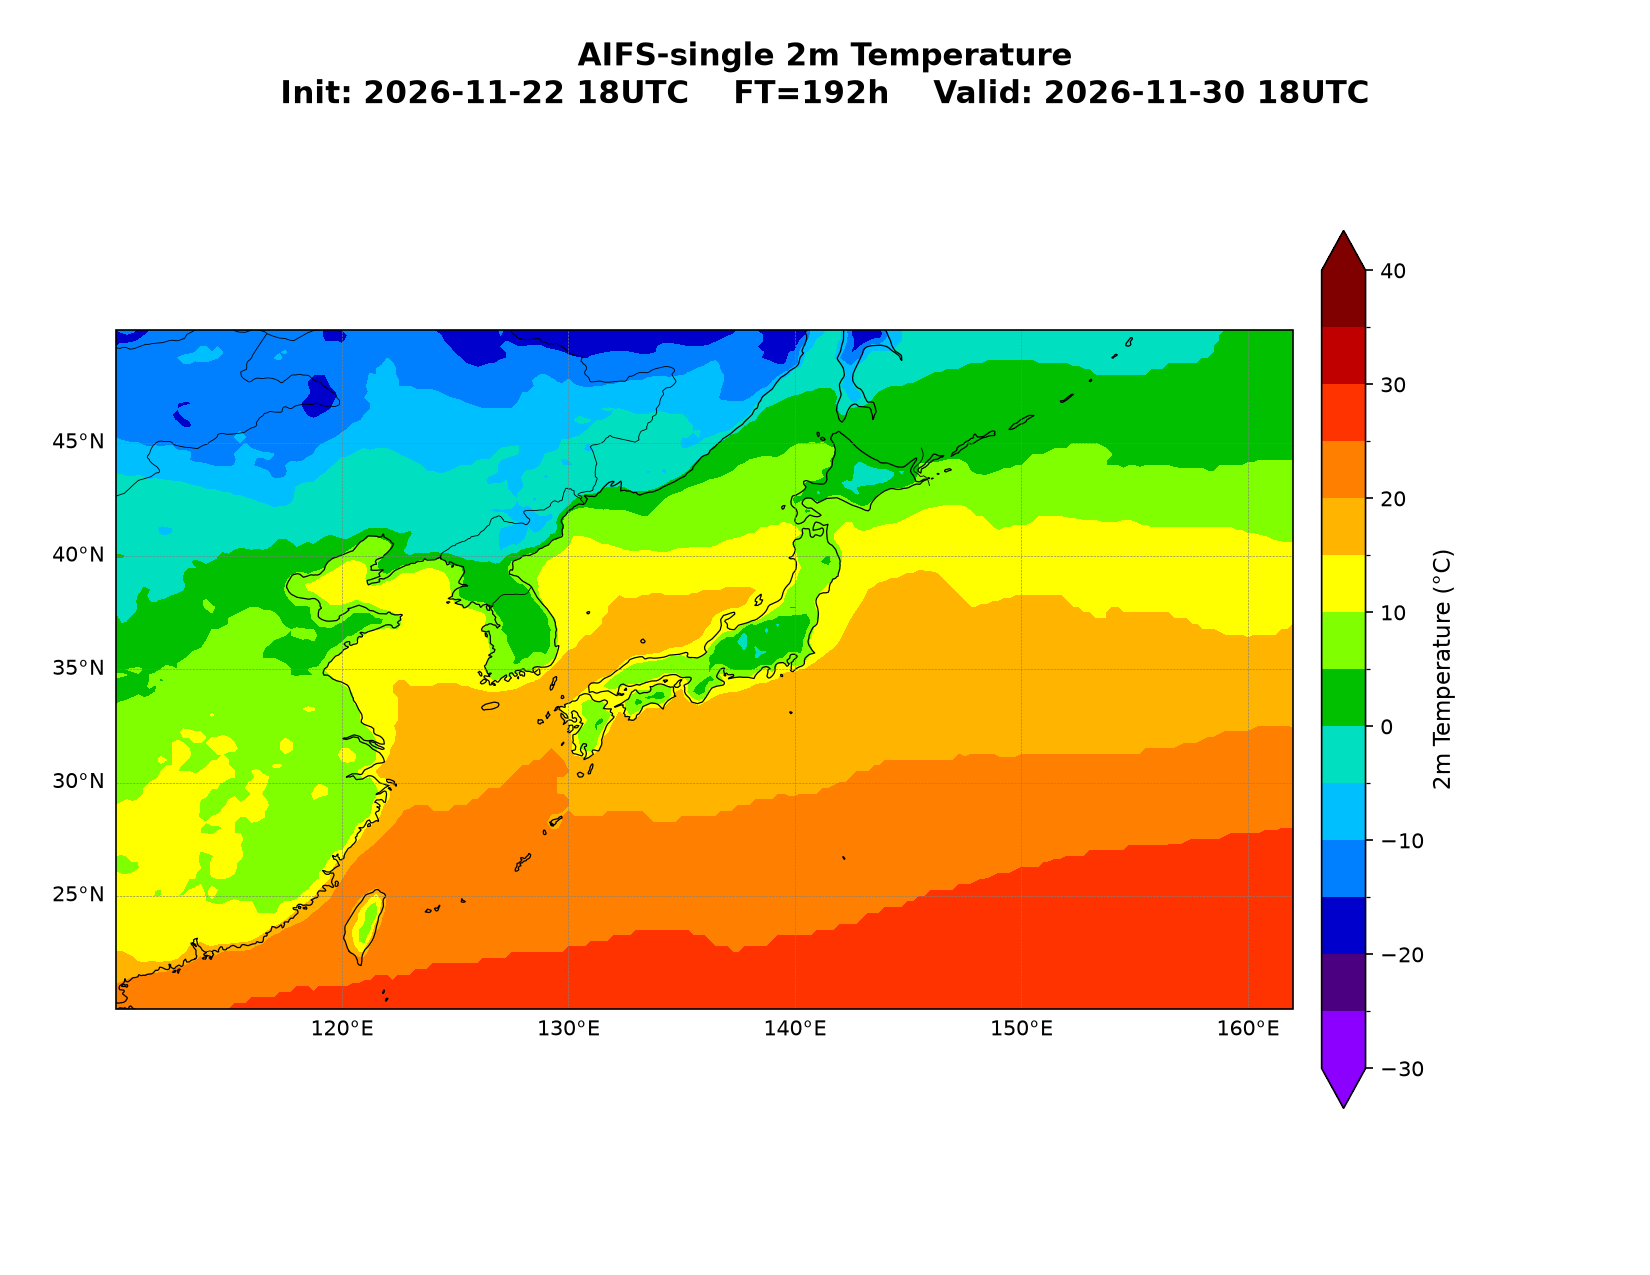 AIFS-single 2m Temperature
Init: 2026-11-22 18UTC    FT=192h    Valid: 2026-11-30 18UTC
45°N
40°N
35°N
30°N
25°N
120°E
130°E
140°E
150°E
160°E
40
30
20
10
0
−10
−20
−30
2m Temperature (°C)